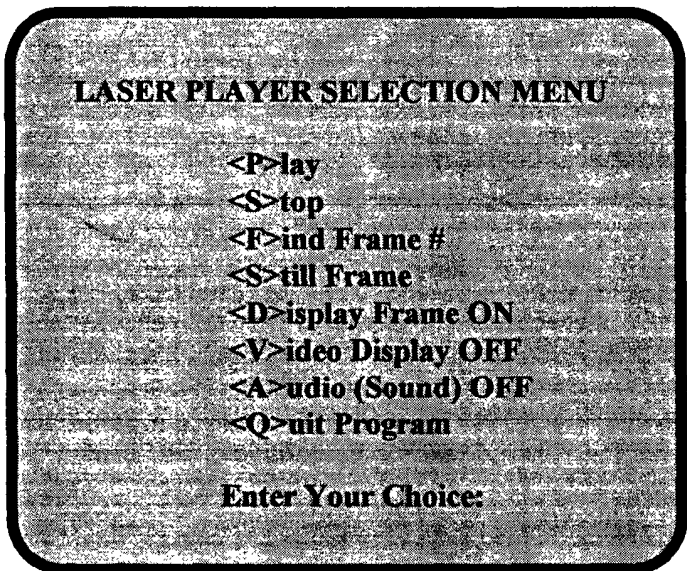 LASER PLAYER SELECTION MENU
<P>lay
<S>top
<F>ind Frame #
<S>till Frame
<D>isplay Frame ON
<V>ideo Display OFF
<A>udio (Sound) OFF
<Q>uit Program
Enter Your Choice: